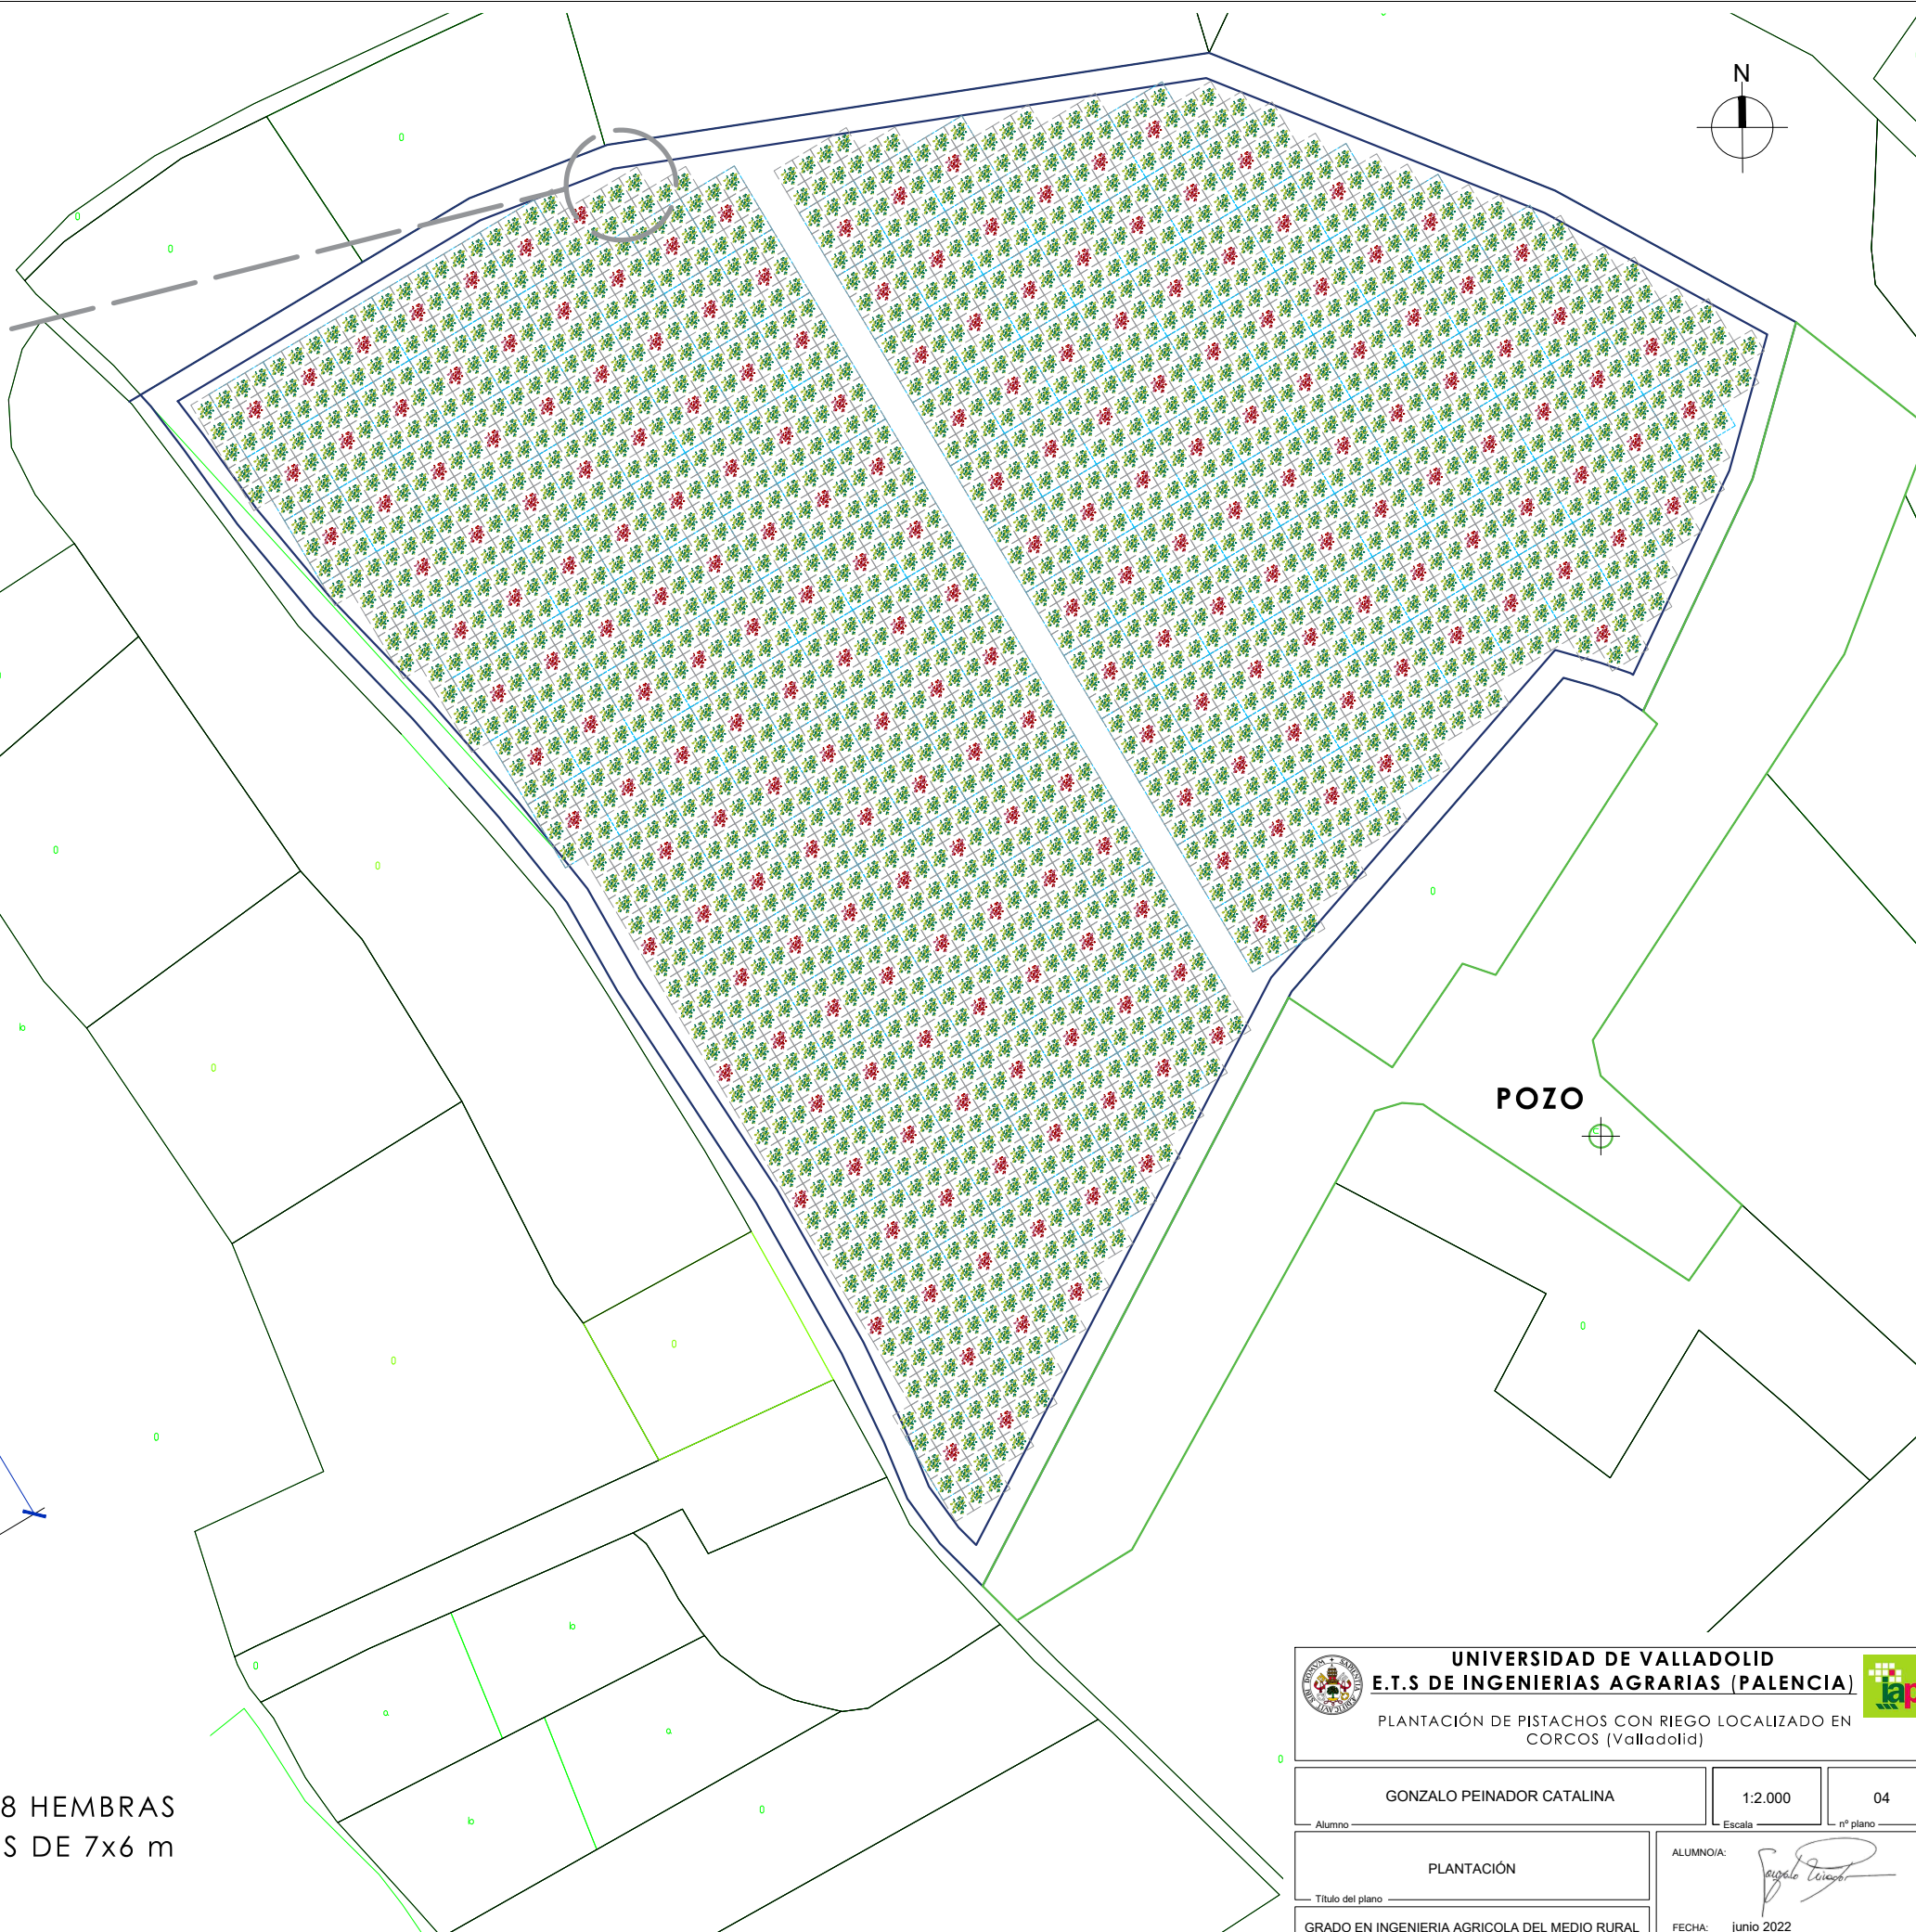 N
POZO
8 HEMBRAS
S DE 7x6 m
UNIVERSIDAD DE VALLADOLID
E.T.S DE INGENIERIAS AGRARIAS (PALENCIA)
PLANTACIÓN DE PISTACHOS CON RIEGO LOCALIZADO EN
CORCOS (Valladolid)
GONZALO PEINADOR CATALINA
Alumno
1:2.000
Escala
04
nº plano
PLANTACIÓN
Título del plano
ALUMNO/A:
GRADO EN INGENIERIA AGRICOLA DEL MEDIO RURAL
FECHA: junio 2022